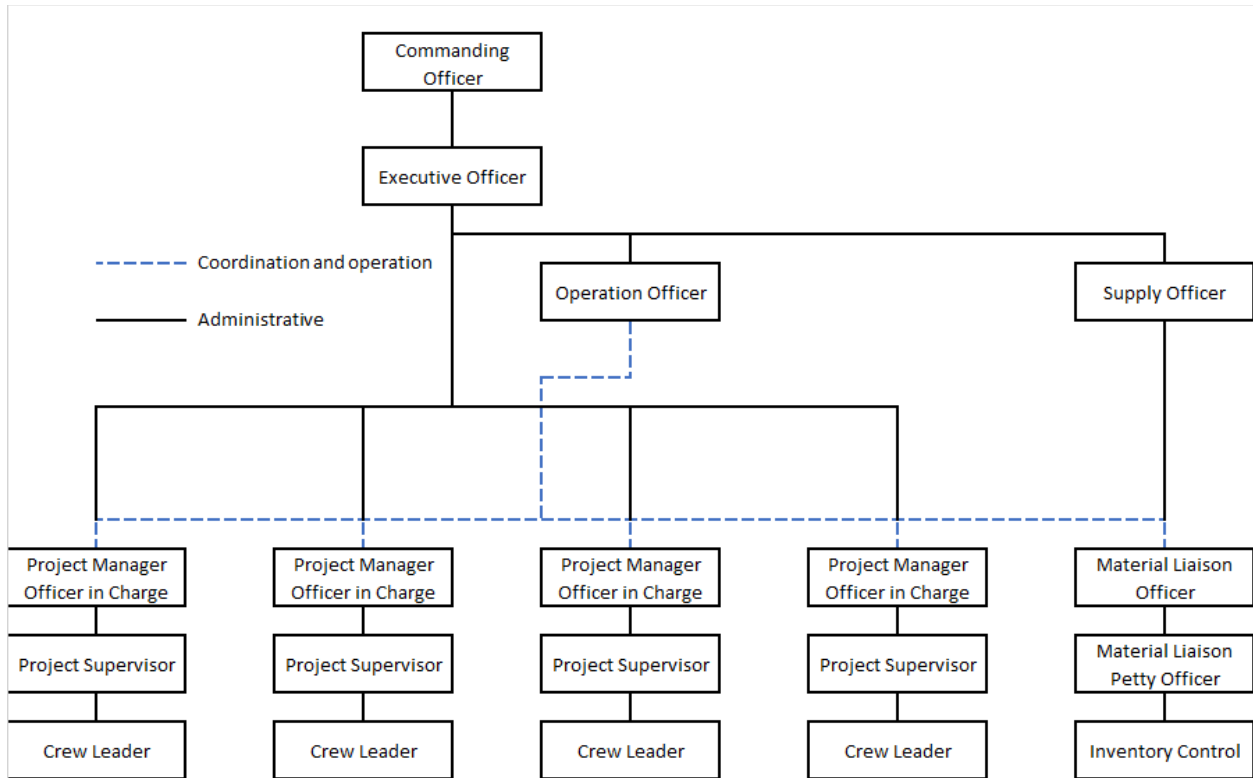 Commanding
Officer
Executive Officer
Coordination and operation
Administrative
Operation Officer
Supply Officer
Project Manager
Officer in Charge
Project Manager
Officer in Charge
Project Manager
Officer in Charge
Project Manager
Officer in Charge
Material Liaison
Officer
Project Supervisor
Project Supervisor
Project Supervisor
Project Supervisor
Material Liaison
Petty Officer
Crew Leader
Crew Leader
Crew Leader
Crew Leader
Inventory Control